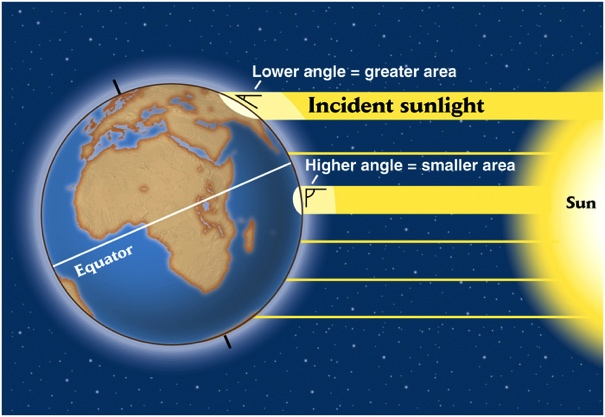 Lower angle = greater area
Incident sunlight
Higher angle = smaller area
Sun
Equator